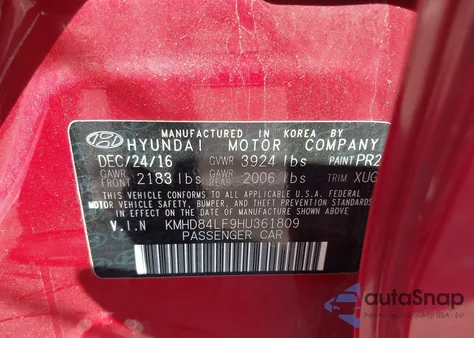 MANUFACTURED IN KOREA BY
HYUNDAI MOTOR COMPANY
DEC/24/16 GVWR 3924 lbs PAINT PR2
GAWR FRONT 2183 lbs GAWR REAR 2006 lbs TRIM XUG
THIS VEHICLE CONFORMS TO ALL APPLICABLE U.S.A. FEDERAL
MOTOR VEHICLE SAFETY, BUMPER, AND THEFT PREVENTION STANDARDS
IN EFFECT ON THE DATE OF MANUFACTURE SHOWN ABOVE.
V.I.N KMHD84LF9HU361809
PASSENGER CAR
autoSnap